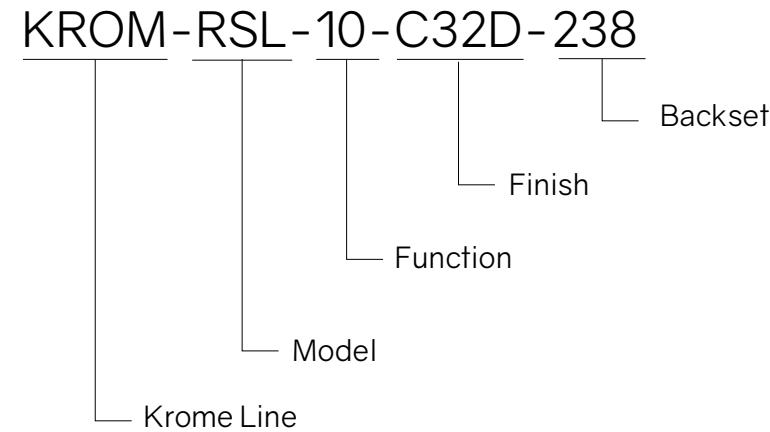 KROM-RSL-10-C32D-238
Backset
Finish
Function
Model
Krome Line